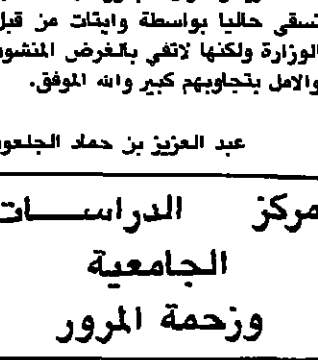 تسقى حاليا بواسطة وايتات من قبل
الوزارة ولكنها لاتفي بالغرض المنشود
والامل بتجاوبهم كبير والله الموفق.
عبد العزيز بن حماد الجلعود
مركز الدراســـات
الجامعية
وزحمة المرور